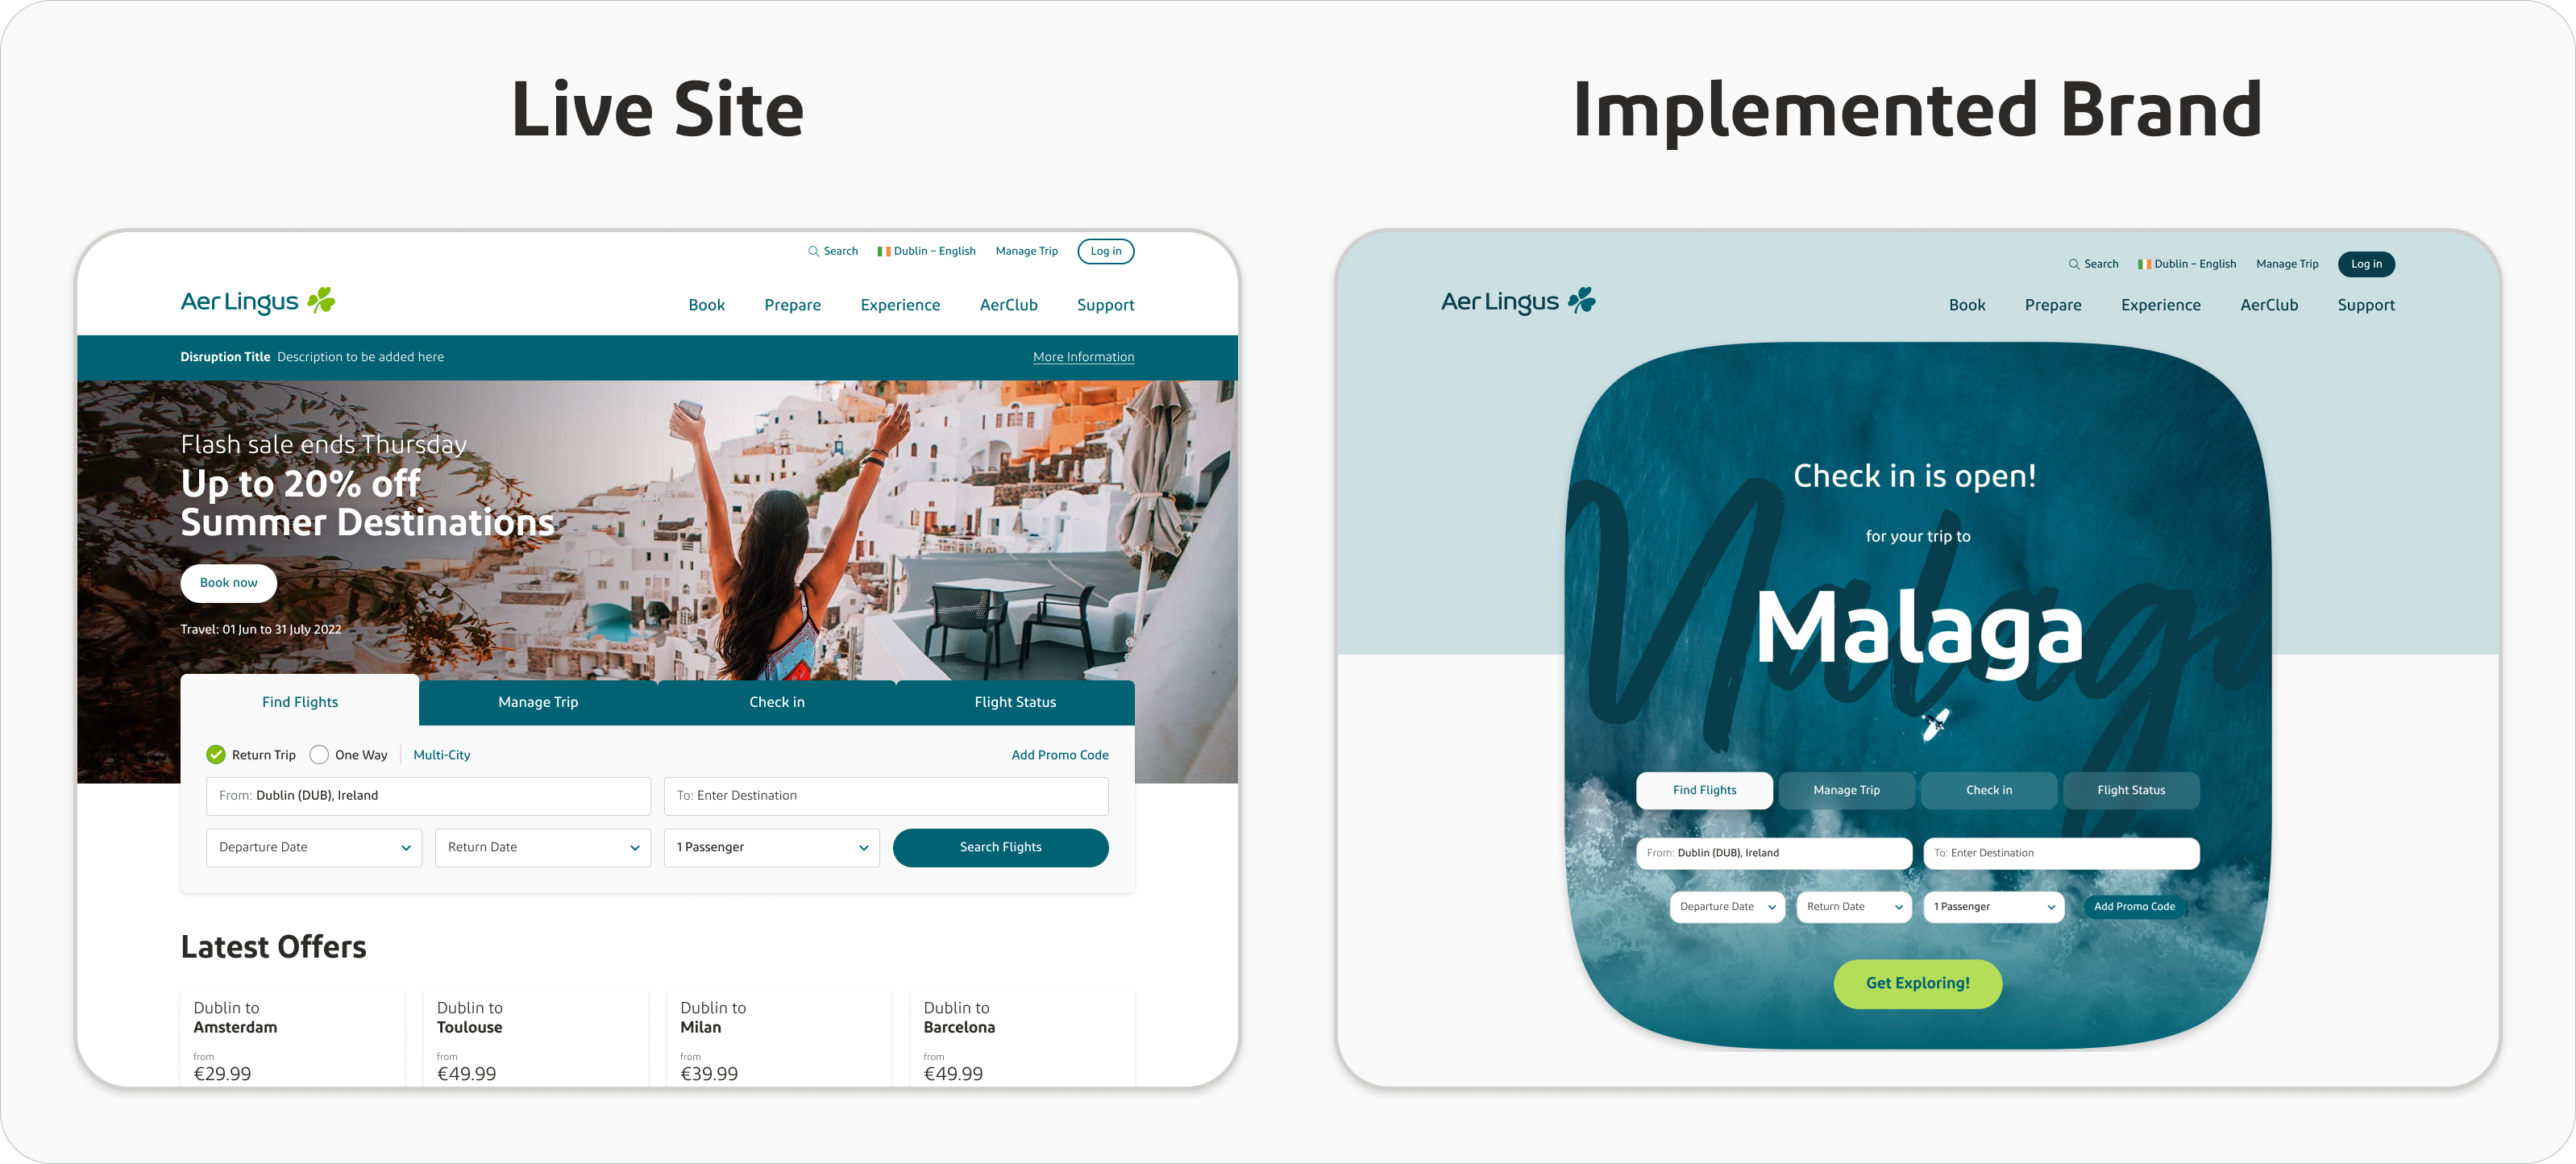 Live Site
Search
Dublin – English
Manage Trip
Log in
Aer Lingus
Book
Prepare
Experience
AerClub
Support
Disruption Title Description to be added here
More Information
Flash sale ends Thursday
Up to 20% off
Summer Destinations
Book now
Travel: 01 Jun to 31 July 2022
Find Flights
Manage Trip
Check in
Flight Status
Return Trip
One Way
Multi-City
Add Promo Code
From: Dublin (DUB), Ireland
To: Enter Destination
Departure Date
Return Date
1 Passenger
Search Flights
Latest Offers
Dublin to
Amsterdam
from
€29.99
Dublin to
Toulouse
from
€49.99
Dublin to
Milan
from
€39.99
Dublin to
Barcelona
from
€49.99
Implemented Brand
Search
Dublin – English
Manage Trip
Log in
Aer Lingus
Book
Prepare
Experience
AerClub
Support
Check in is open!
for your trip to
Malaga
Malaga
Find Flights
Manage Trip
Check in
Flight Status
From: Dublin (DUB), Ireland
To: Enter Destination
Departure Date
Return Date
1 Passenger
Add Promo Code
Get Exploring!